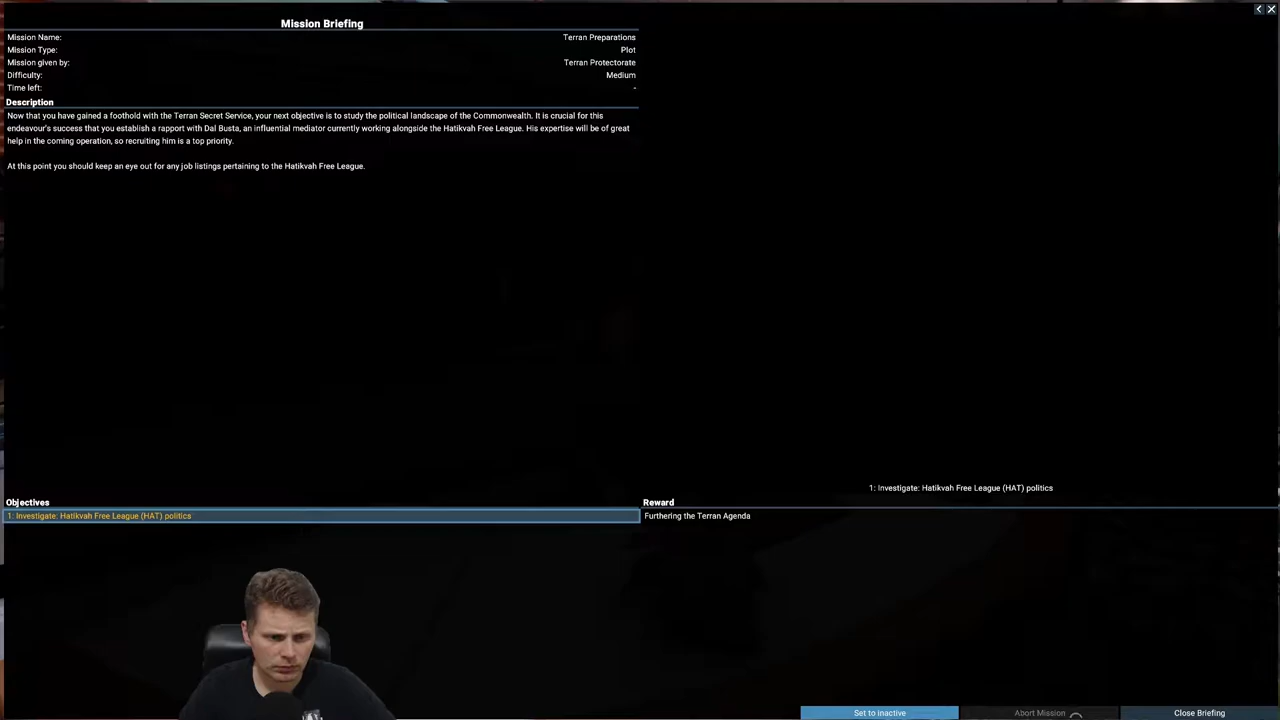 Mission Briefing
Mission Name: Terran Preparations
Mission Type: Plot
Mission given by: Terran Protectorate
Difficulty: Medium
Time left: -
Description
Now that you have gained a foothold with the Terran Secret Service, your next objective is to study the political landscape of the Commonwealth. It is crucial for this
endeavour's success that you establish a rapport with Dal Busta, an influential mediator currently working alongside the Hatikvah Free League. His expertise will be of great
help in the coming operation, so recruiting him is a top priority.
At this point you should keep an eye out for any job listings pertaining to the Hatikvah Free League.
1: Investigate: Hatikvah Free League (HAT) politics
Objectives
1: Investigate: Hatikvah Free League (HAT) politics
Reward
Furthering the Terran Agenda
Set to Inactive
Abort Mission
Close Briefing